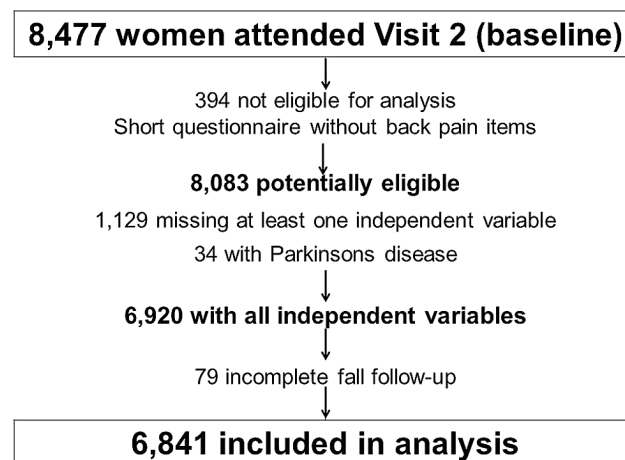 8,477 women attended Visit 2 (baseline)
394 not eligible for analysis
Short questionnaire without back pain items
8,083 potentially eligible
1,129 missing at least one independent variable
34 with Parkinsons disease
6,920 with all independent variables
79 incomplete fall follow-up
6,841 included in analysis